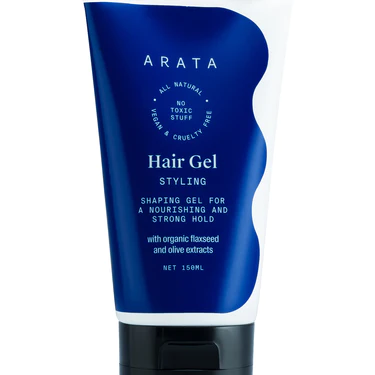 ARATA
ALL NATURAL
NO
TOXIC
STUFF
VEGAN & CRUELTY FREE
Hair Gel
STYLING
SHAPING GEL FOR
A NOURISHING AND
STRONG HOLD
with organic flaxseed
and olive extracts
NET 150ML